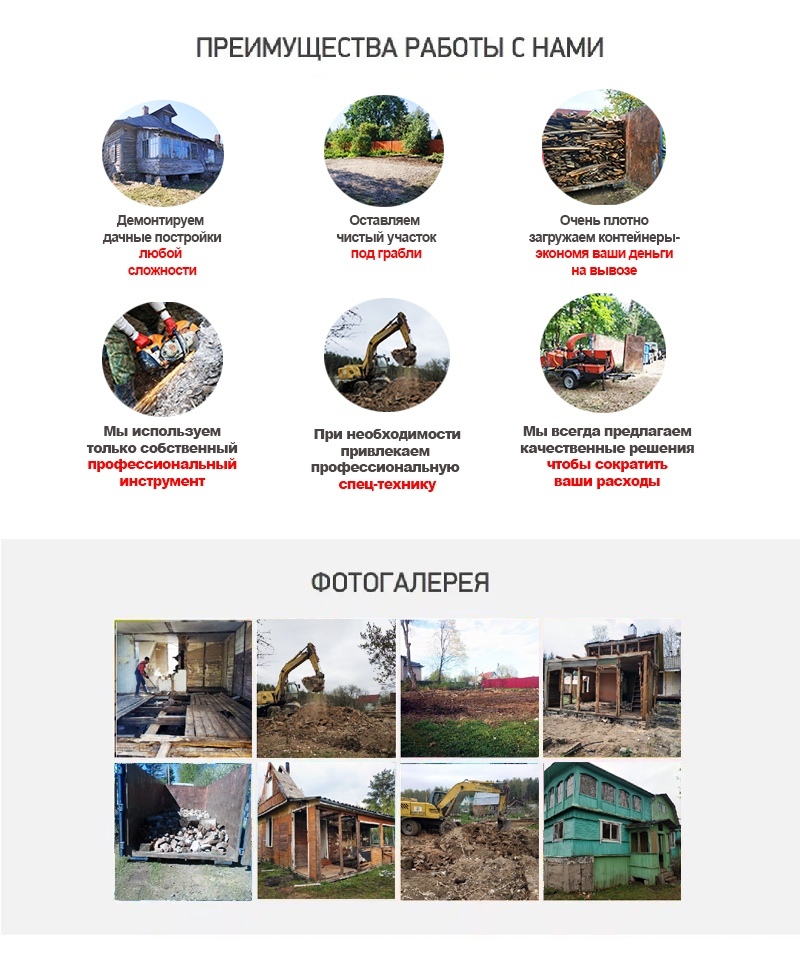 ПРЕИМУЩЕСТВА РАБОТЫ С НАМИ
Демонтируем
дачные постройки
любой
сложности
Оставляем
чистый участок
под грабли
Очень плотно
загружаем контейнеры-
экономя ваши деньги
на вывозе
Мы используем
только собственный
профессиональный
инструмент
При необходимости
привлекаем
профессиональную
спец-технику
Мы всегда предлагаем
качественные решения
чтобы сократить
ваши расходы
ФОТОГАЛЕРЕЯ